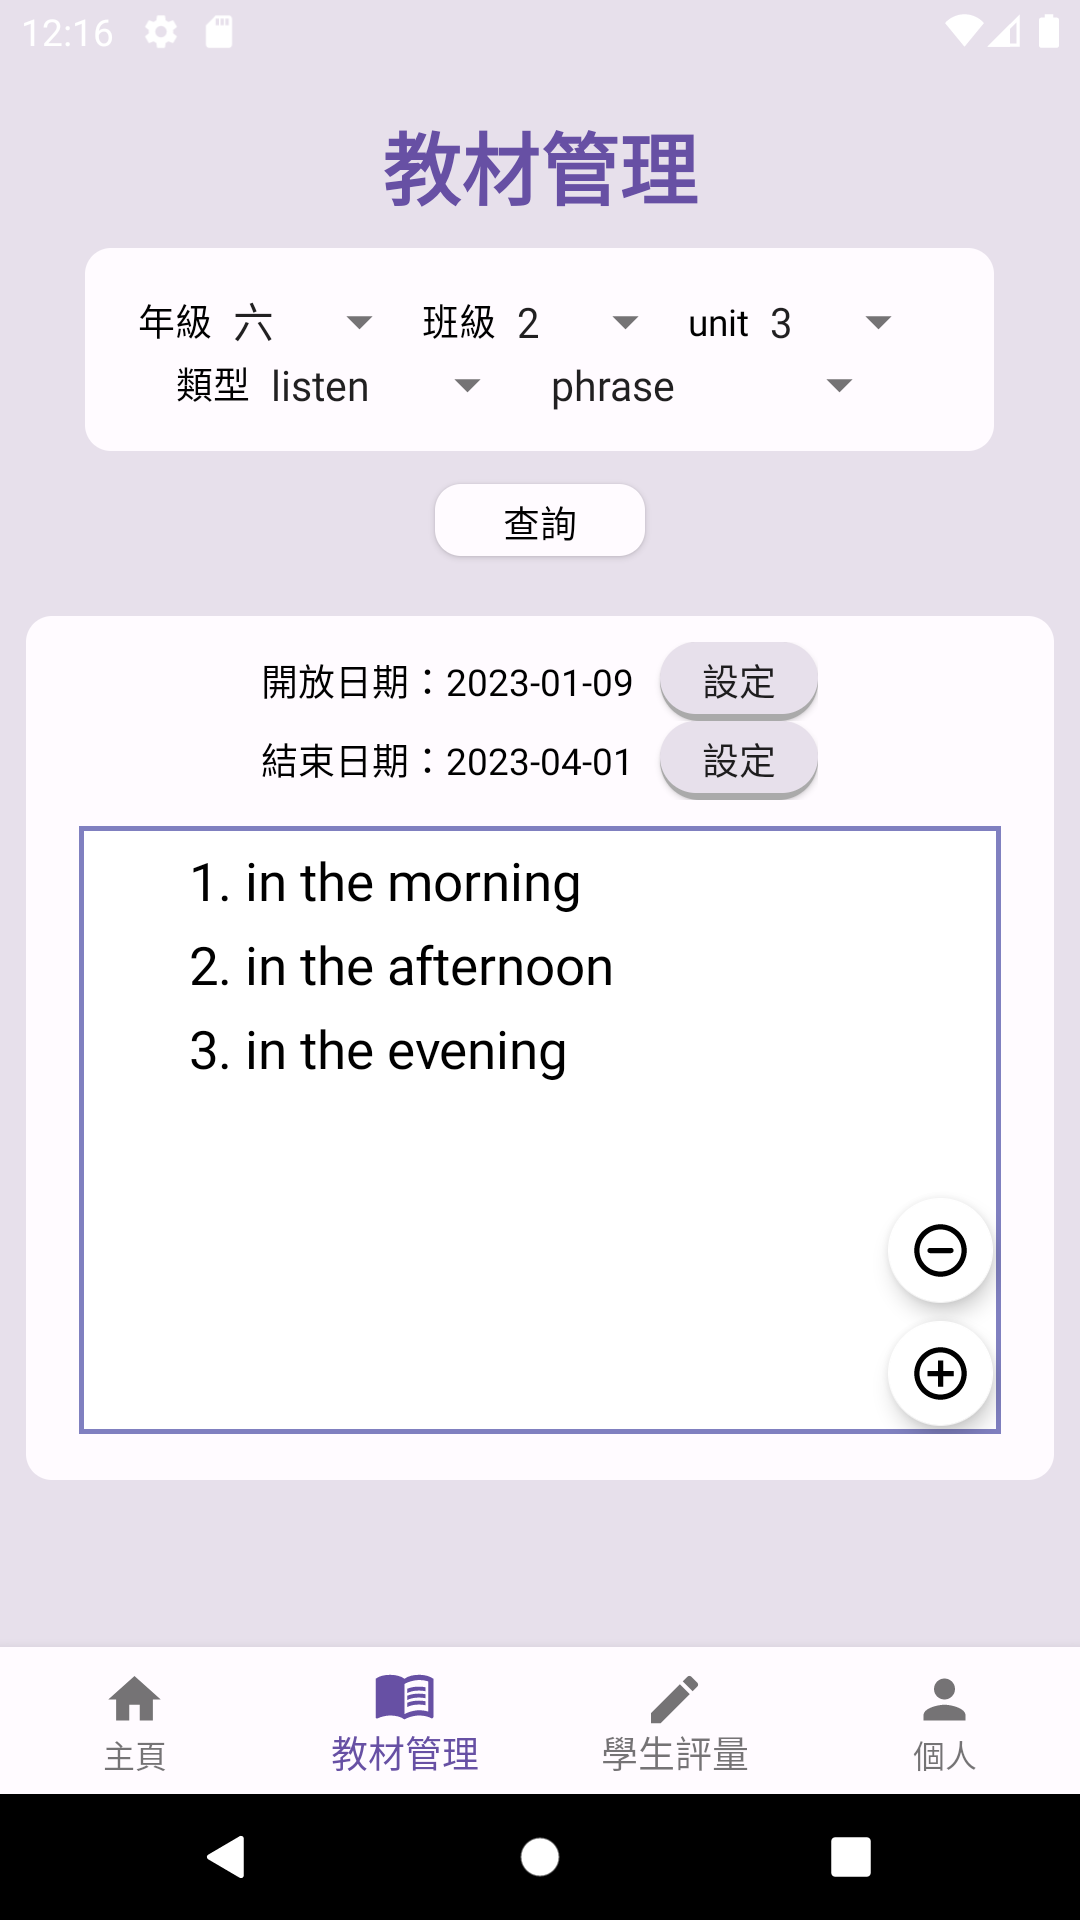 12:16
教材管理
年級 六 班級 2 unit 3
類型 listen phrase
查詢
開放日期：2023-01-09 設定
結束日期：2023-04-01 設定
1. in the morning
2. in the afternoon
3. in the evening
主頁 教材管理 學生評量 個人